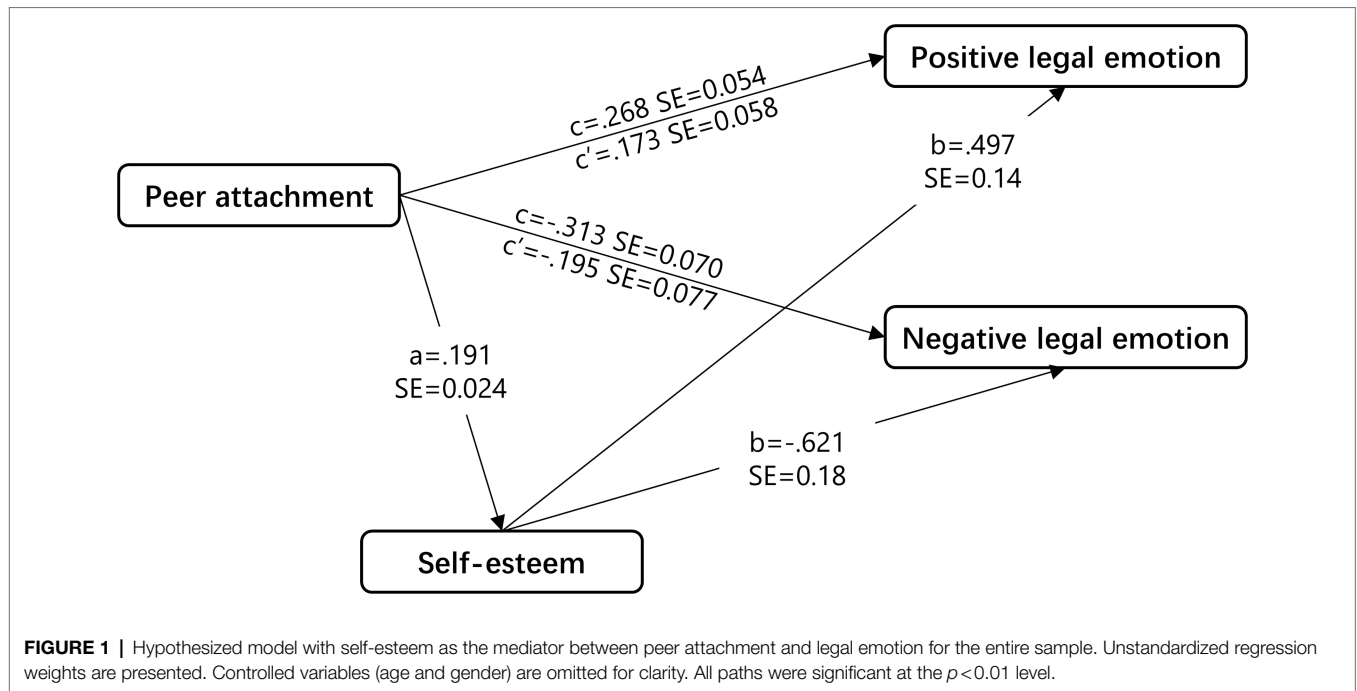 Positive legal emotion
c=.268 SE=0.054
c'=.173 SE=0.058
b=.497
SE=0.14
Peer attachment
c=-.313 SE=0.070
c'=-.195 SE=0.077
Negative legal emotion
a=.191
SE=0.024
b=-.621
SE=0.18
Self-esteem
FIGURE 1 | Hypothesized model with self-esteem as the mediator between peer attachment and legal emotion for the entire sample. Unstandardized regression
weights are presented. Controlled variables (age and gender) are omitted for clarity. All paths were significant at the p<0.01 level.